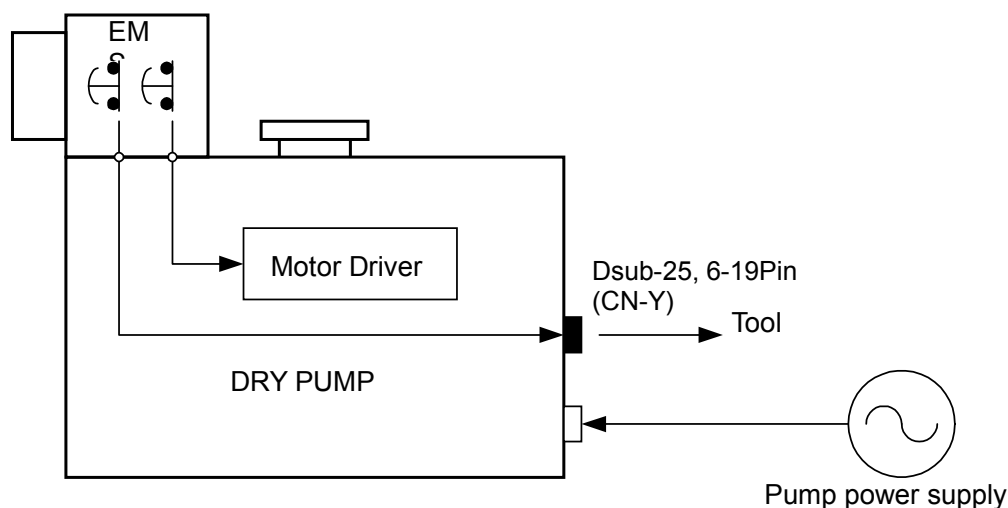 EM
Motor Driver
Dsub-25, 6-19Pin
(CN-Y)
Tool
DRY PUMP
Pump power supply